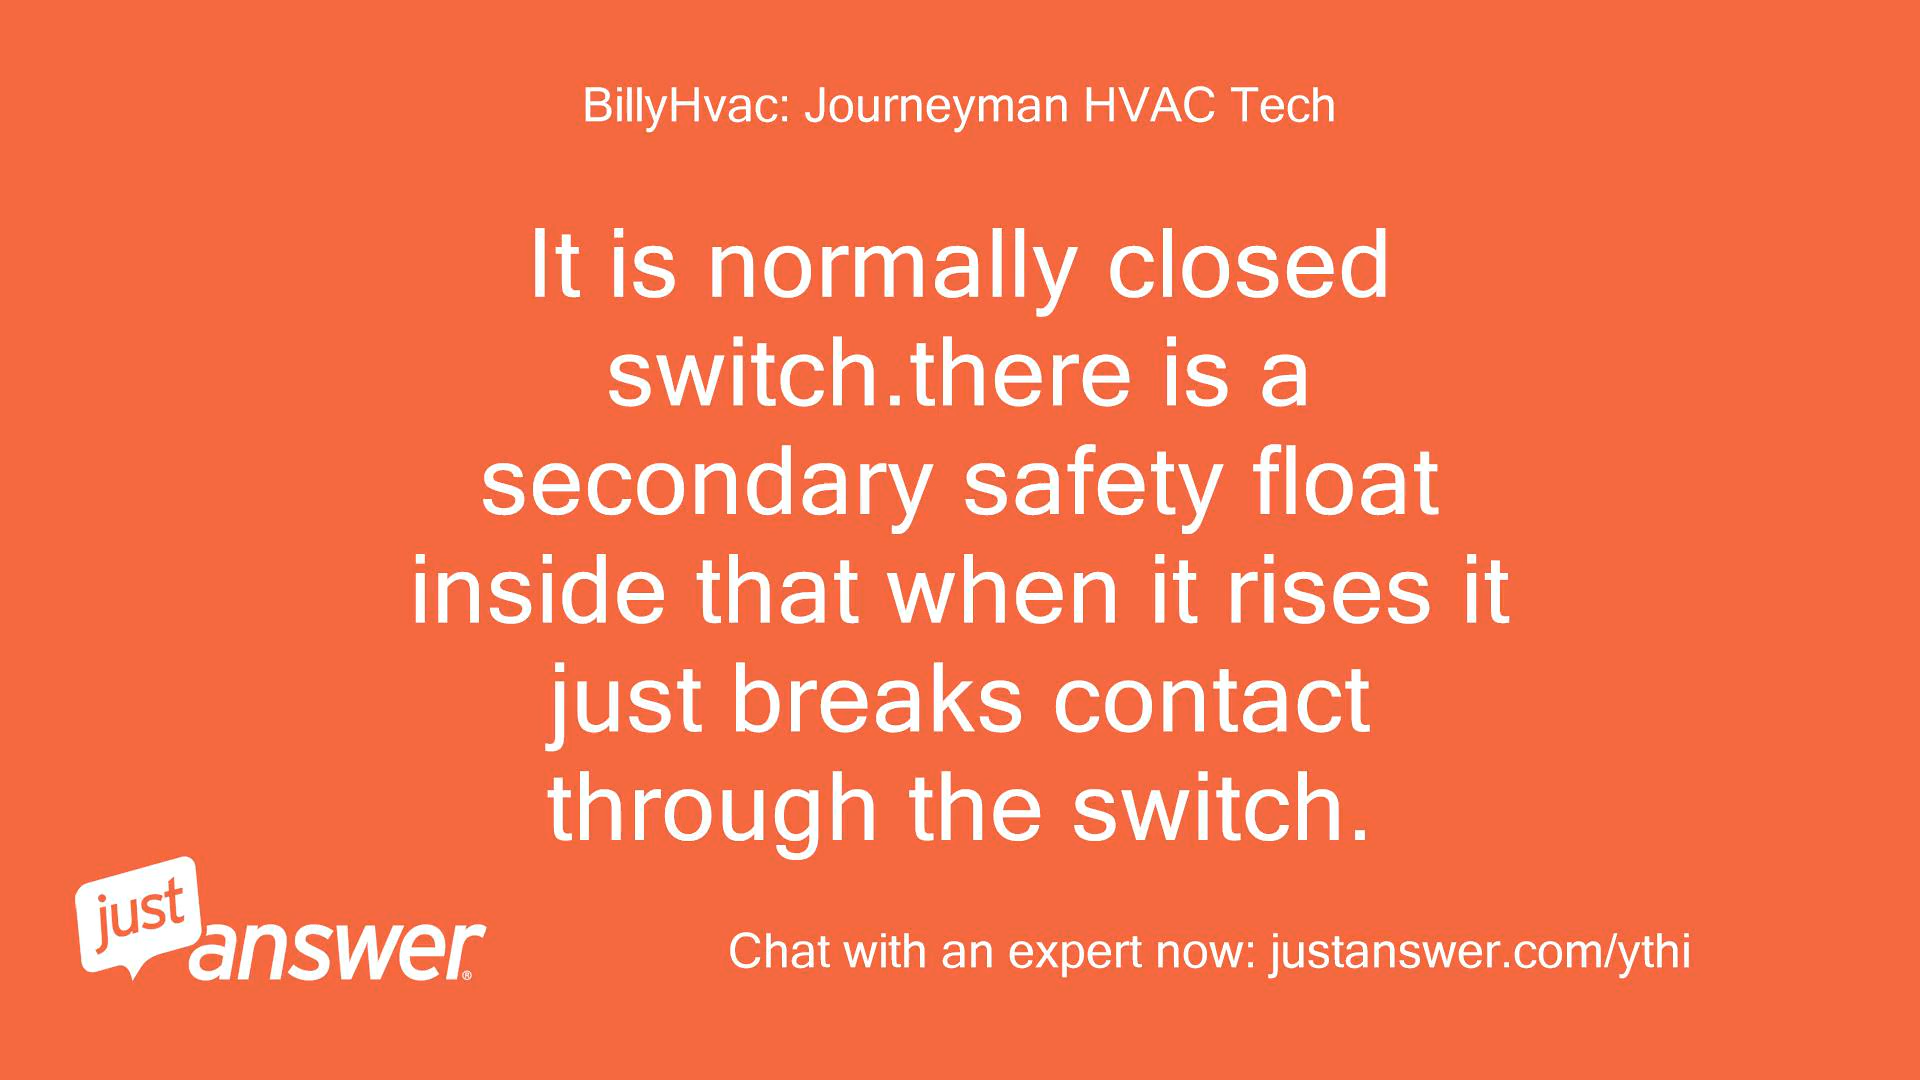 BillyHvac: Journeyman HVAC Tech
It is normally closed
switch.there is a
secondary safety float
inside that when it rises it
just breaks contact
through the switch.
just
answer®
Chat with an expert now: justanswer.com/ythi